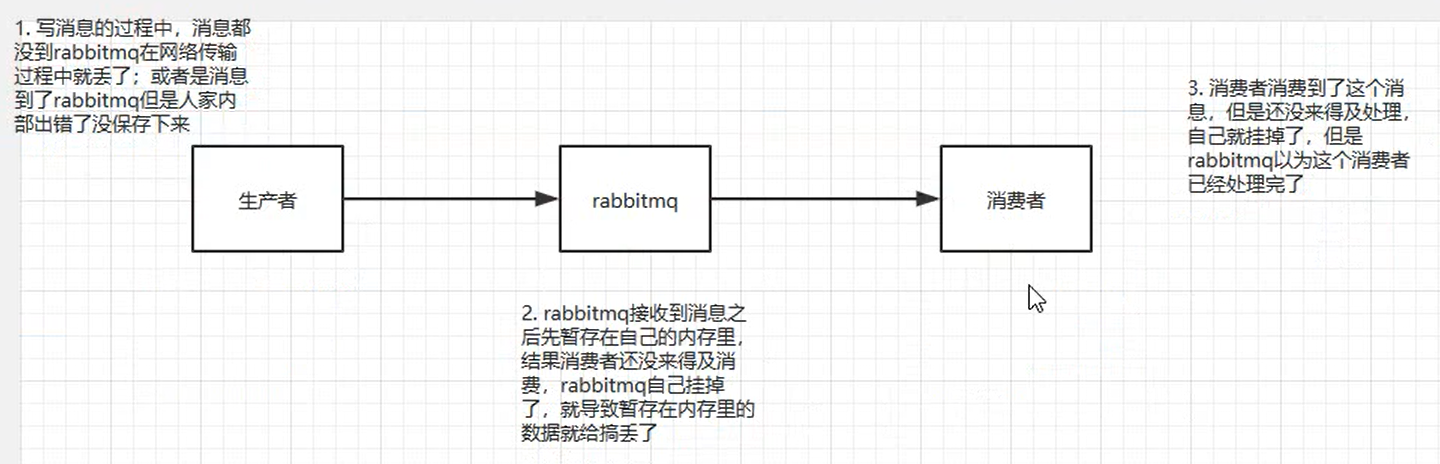 1. 写消息的过程中，消息都
没到rabbitmq在网络传输
过程中就丢了；或者是消息
到了rabbitmq但是人家内
部出错了没保存下来
生产者
rabbitmq
消费者
3. 消费者消费到了这个消
息，但是还没来得及处理，
自己就挂掉了，但是
rabbitmq以为这个消费者
已经处理完了
2. rabbitmq接收到消息之
后先暂存在自己的内存里，
结果消费者还没来得及消
费，rabbitmq自己挂掉
了，就导致暂存在内存里的
数据就给搞丢了